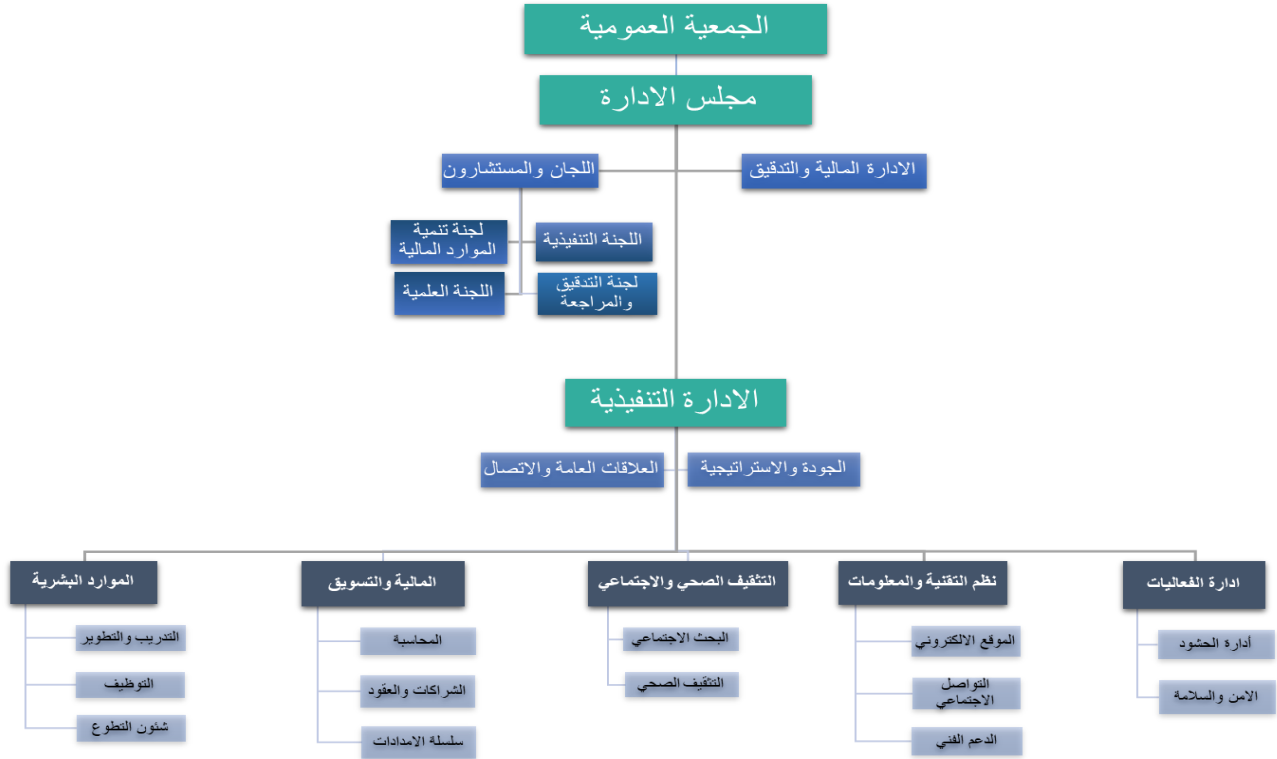 الجمعية العمومية
مجلس الادارة
الادارة المالية والتدقيق
اللجان والمستشارون
اللجنة التنفيذية
لجنة تنمية
الموارد المالية
لجنة التدقيق
والمراجعة
اللجنة العلمية
الادارة التنفيذية
الجودة والاستراتيجية
العلاقات العامة والاتصال
ادارة الفعاليات
أدارة الحشود
الامن والسلامة
نظم التقنية والمعلومات
الموقع الالكتروني
التواصل
الاجتماعي
الدعم الفني
التثقيف الصحي والاجتماعي
البحث الاجتماعي
التثقيف الصحي
المالية والتسويق
المحاسبة
الشراكات والعقود
سلسلة الامدادات
الموارد البشرية
التدريب والتطوير
التوظيف
شئون التطوع